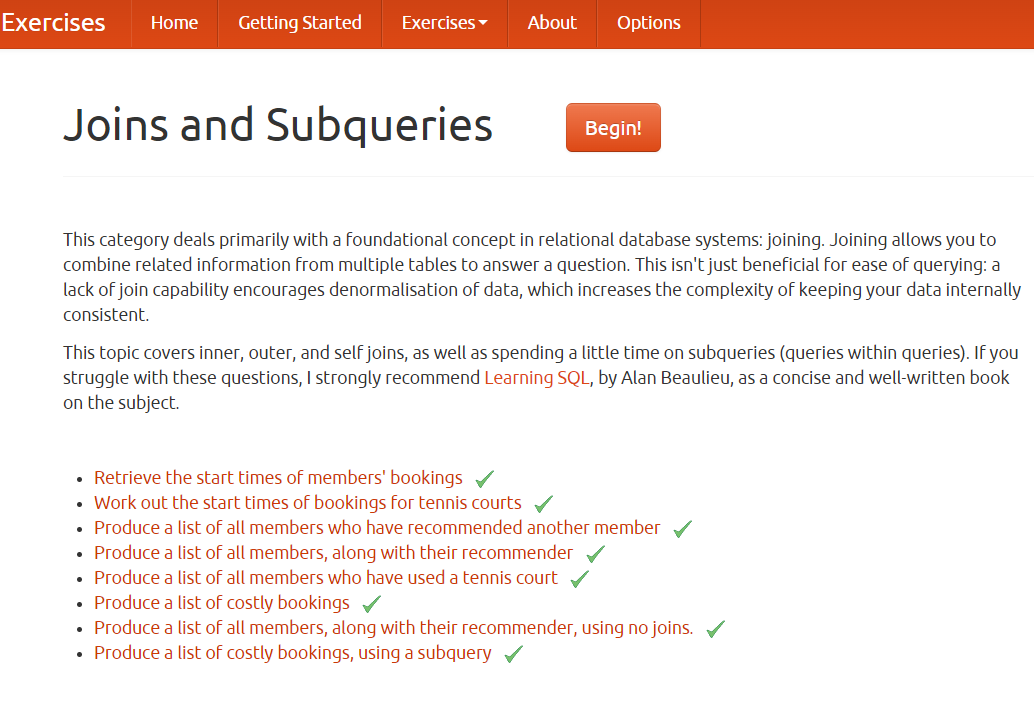 Exercises Home Getting Started Exercises About Options
Joins and Subqueries Begin!
This category deals primarily with a foundational concept in relational database systems: joining. Joining allows you to
combine related information from multiple tables to answer a question. This isn't just beneficial for ease of querying: a
lack of join capability encourages denormalisation of data, which increases the complexity of keeping your data internally
consistent.
This topic covers inner, outer, and self joins, as well as spending a little time on subqueries (queries within queries). If you
struggle with these questions, I strongly recommend Learning SQL, by Alan Beaulieu, as a concise and well-written book
on the subject.
Retrieve the start times of members' bookings
Work out the start times of bookings for tennis courts
Produce a list of all members who have recommended another member
Produce a list of all members, along with their recommender
Produce a list of all members who have used a tennis court
Produce a list of costly bookings
Produce a list of all members, along with their recommender, using no joins.
Produce a list of costly bookings, using a subquery